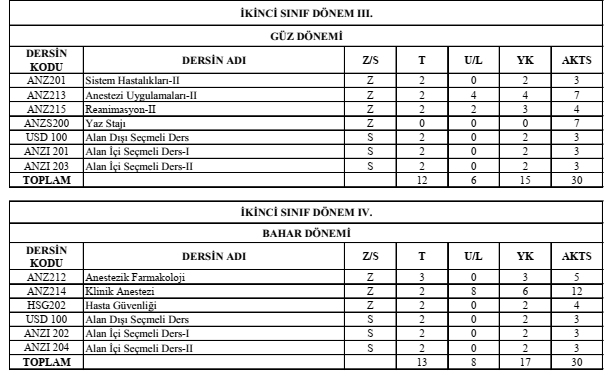 İKİNCİ SINIF DÖNEM III.
GÜZ DÖNEMİ
DERSİN KODU DERSİN ADI Z/S T U/L YK AKTS
ANZ201 Sistem Hastalıkları-II Z 2 0 2 3
ANZ213 Anestezi Uygulamaları-II Z 2 4 4 7
ANZ215 Reanimasyon-II Z 2 2 3 4
ANZS200 Yaz Stajı Z 0 0 0 7
USD 100 Alan Dışı Seçmeli Ders S 2 0 2 3
ANZI 201 Alan İçi Seçmeli Ders-I S 2 0 2 3
ANZI 203 Alan İçi Seçmeli Ders-II S 2 0 2 3
TOPLAM 12 6 15 30
İKİNCİ SINIF DÖNEM IV.
BAHAR DÖNEMİ
DERSİN KODU DERSİN ADI Z/S T U/L YK AKTS
ANZ212 Anestezik Farmakoloji Z 3 0 3 5
ANZ214 Klinik Anestezi Z 2 8 6 12
HSG202 Hasta Güvenliği Z 2 0 2 4
USD 100 Alan Dışı Seçmeli Ders S 2 0 2 3
ANZI 202 Alan İçi Seçmeli Ders-I S 2 0 2 3
ANZI 204 Alan İçi Seçmeli Ders-II S 2 0 2 3
TOPLAM 13 8 17 30